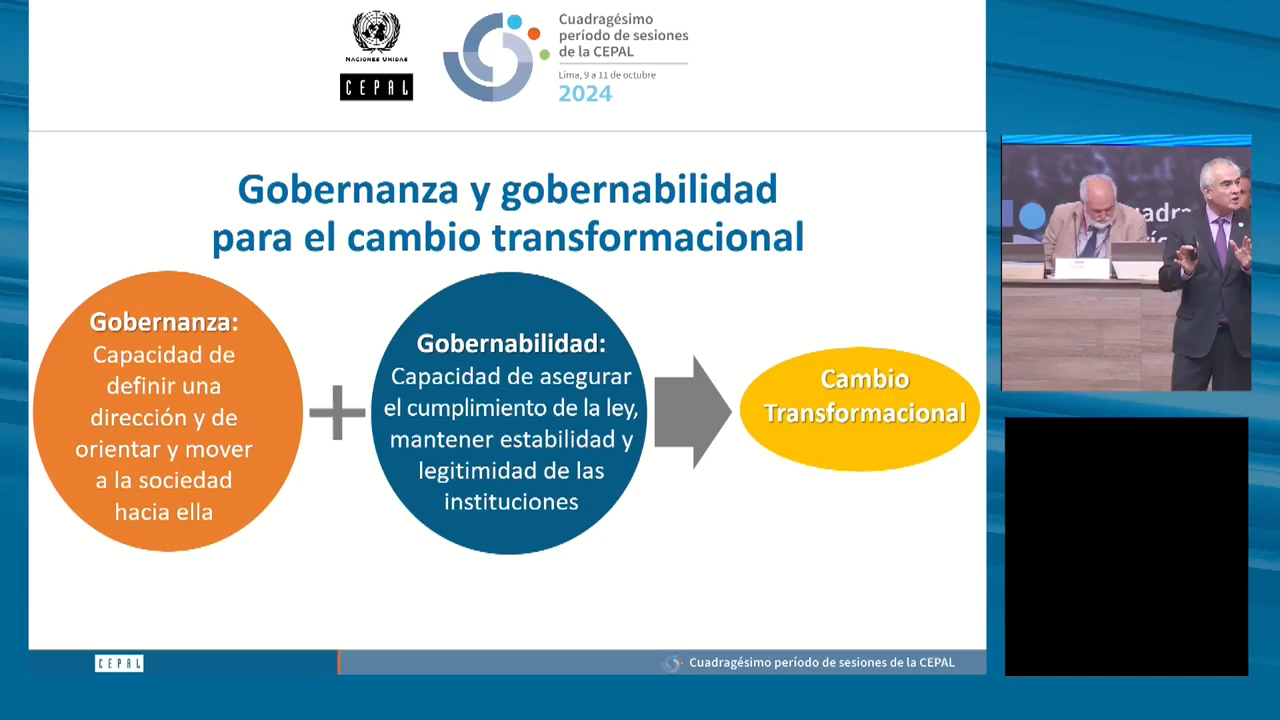 NACIONES UNIDAS
CEPAL
Cuadragésimo
período de sesiones
de la CEPAL
Lima, 9 a 11 de octubre
2024
Gobernanza y gobernabilidad
para el cambio transformacional
Gobernanza:
Capacidad de
definir una
dirección y de
orientar y mover
a la sociedad
hacia ella
Gobernabilidad:
Capacidad de asegurar
el cumplimiento de la ley,
mantener estabilidad y
legitimidad de las
instituciones
Cambio
Transformacional
CEPAL
Cuadragésimo período de sesiones de la CEPAL